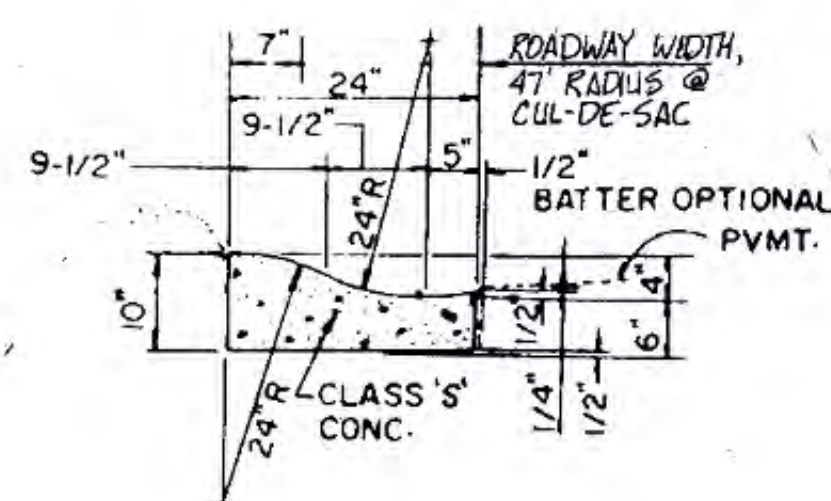 7"
ROADWAY WIDTH,
24"
47' RADIUS @
CUL-DE-SAC
9-1/2"
9-1/2"
5"
1/2"
BATTER OPTIONAL
24"R
PVMT.
10"
4"
1/2
6"
24"R
CLASS 'S'
CONC.
1/4"
1/2"